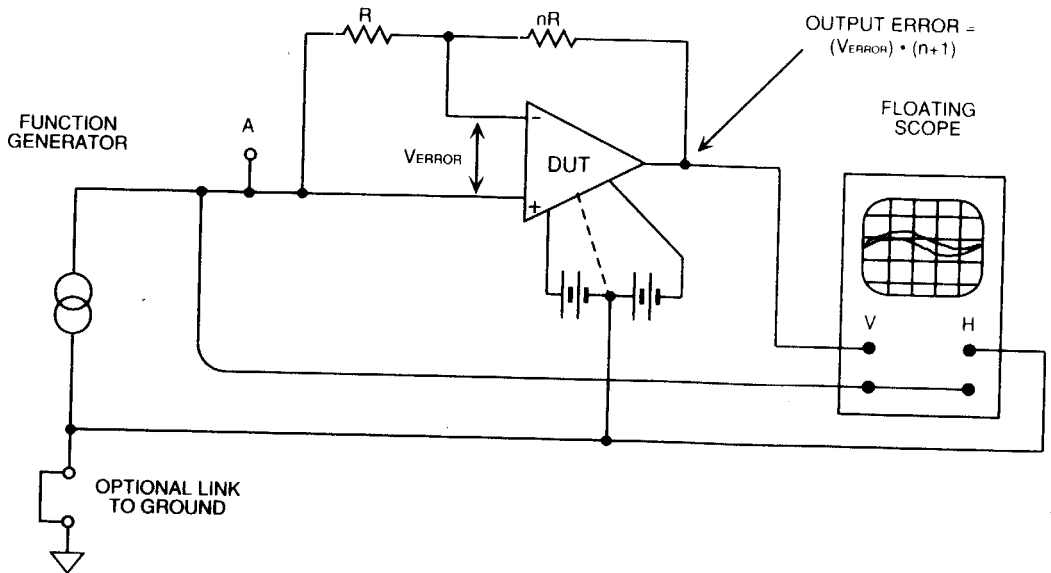 R
nR
OUTPUT ERROR =
(VERROR) • (n+1)
FUNCTION
GENERATOR
A
VERROR
−
DUT
+
FLOATING
SCOPE
V
H
OPTIONAL LINK
TO GROUND